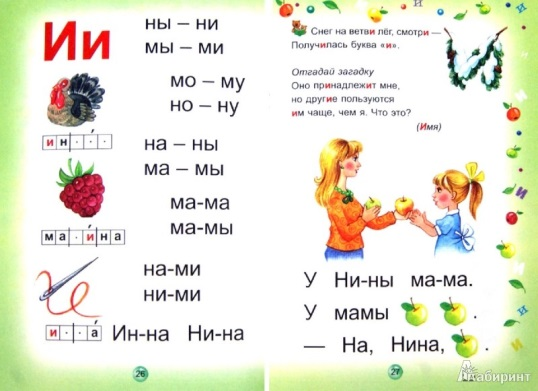 Ии
ны – ни
мы – ми
мо – му
но – ну
ин···
на – ны
ма – мы
ма·ина
ма-ма
ма-мы
на-ми
ни-ми
и··а
Ин-на Ни-на
26
Снег на ветви лёг, смотри —
Получилась буква «и».
Отгадай загадку
Оно принадлежит мне,
но другие пользуются
им чаще, чем я. Что это?
(Имя)
У Ни-ны ма-ма.
У мамы .
— На, Нина, .
27
Лабиринт